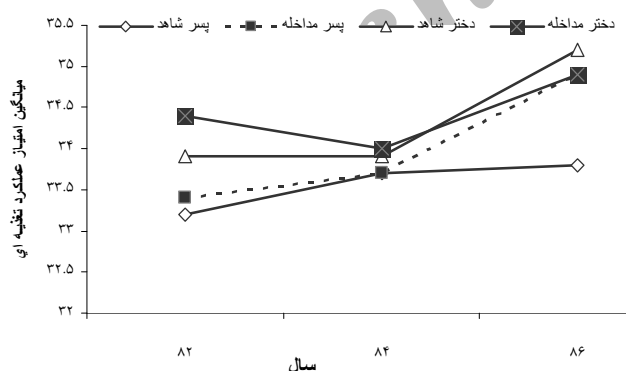 ۳۵.۵
پسر شاهد پسر مداخله دختر شاهد دختر مداخله
۳۵
۳۴.۵
۳۴
۳۳.۵
۳۳
۳۲.۵
۳۲
میانگین امتیاز عملکرد تغذیه اي
۸۲ ۸۴ ۸۶
سال